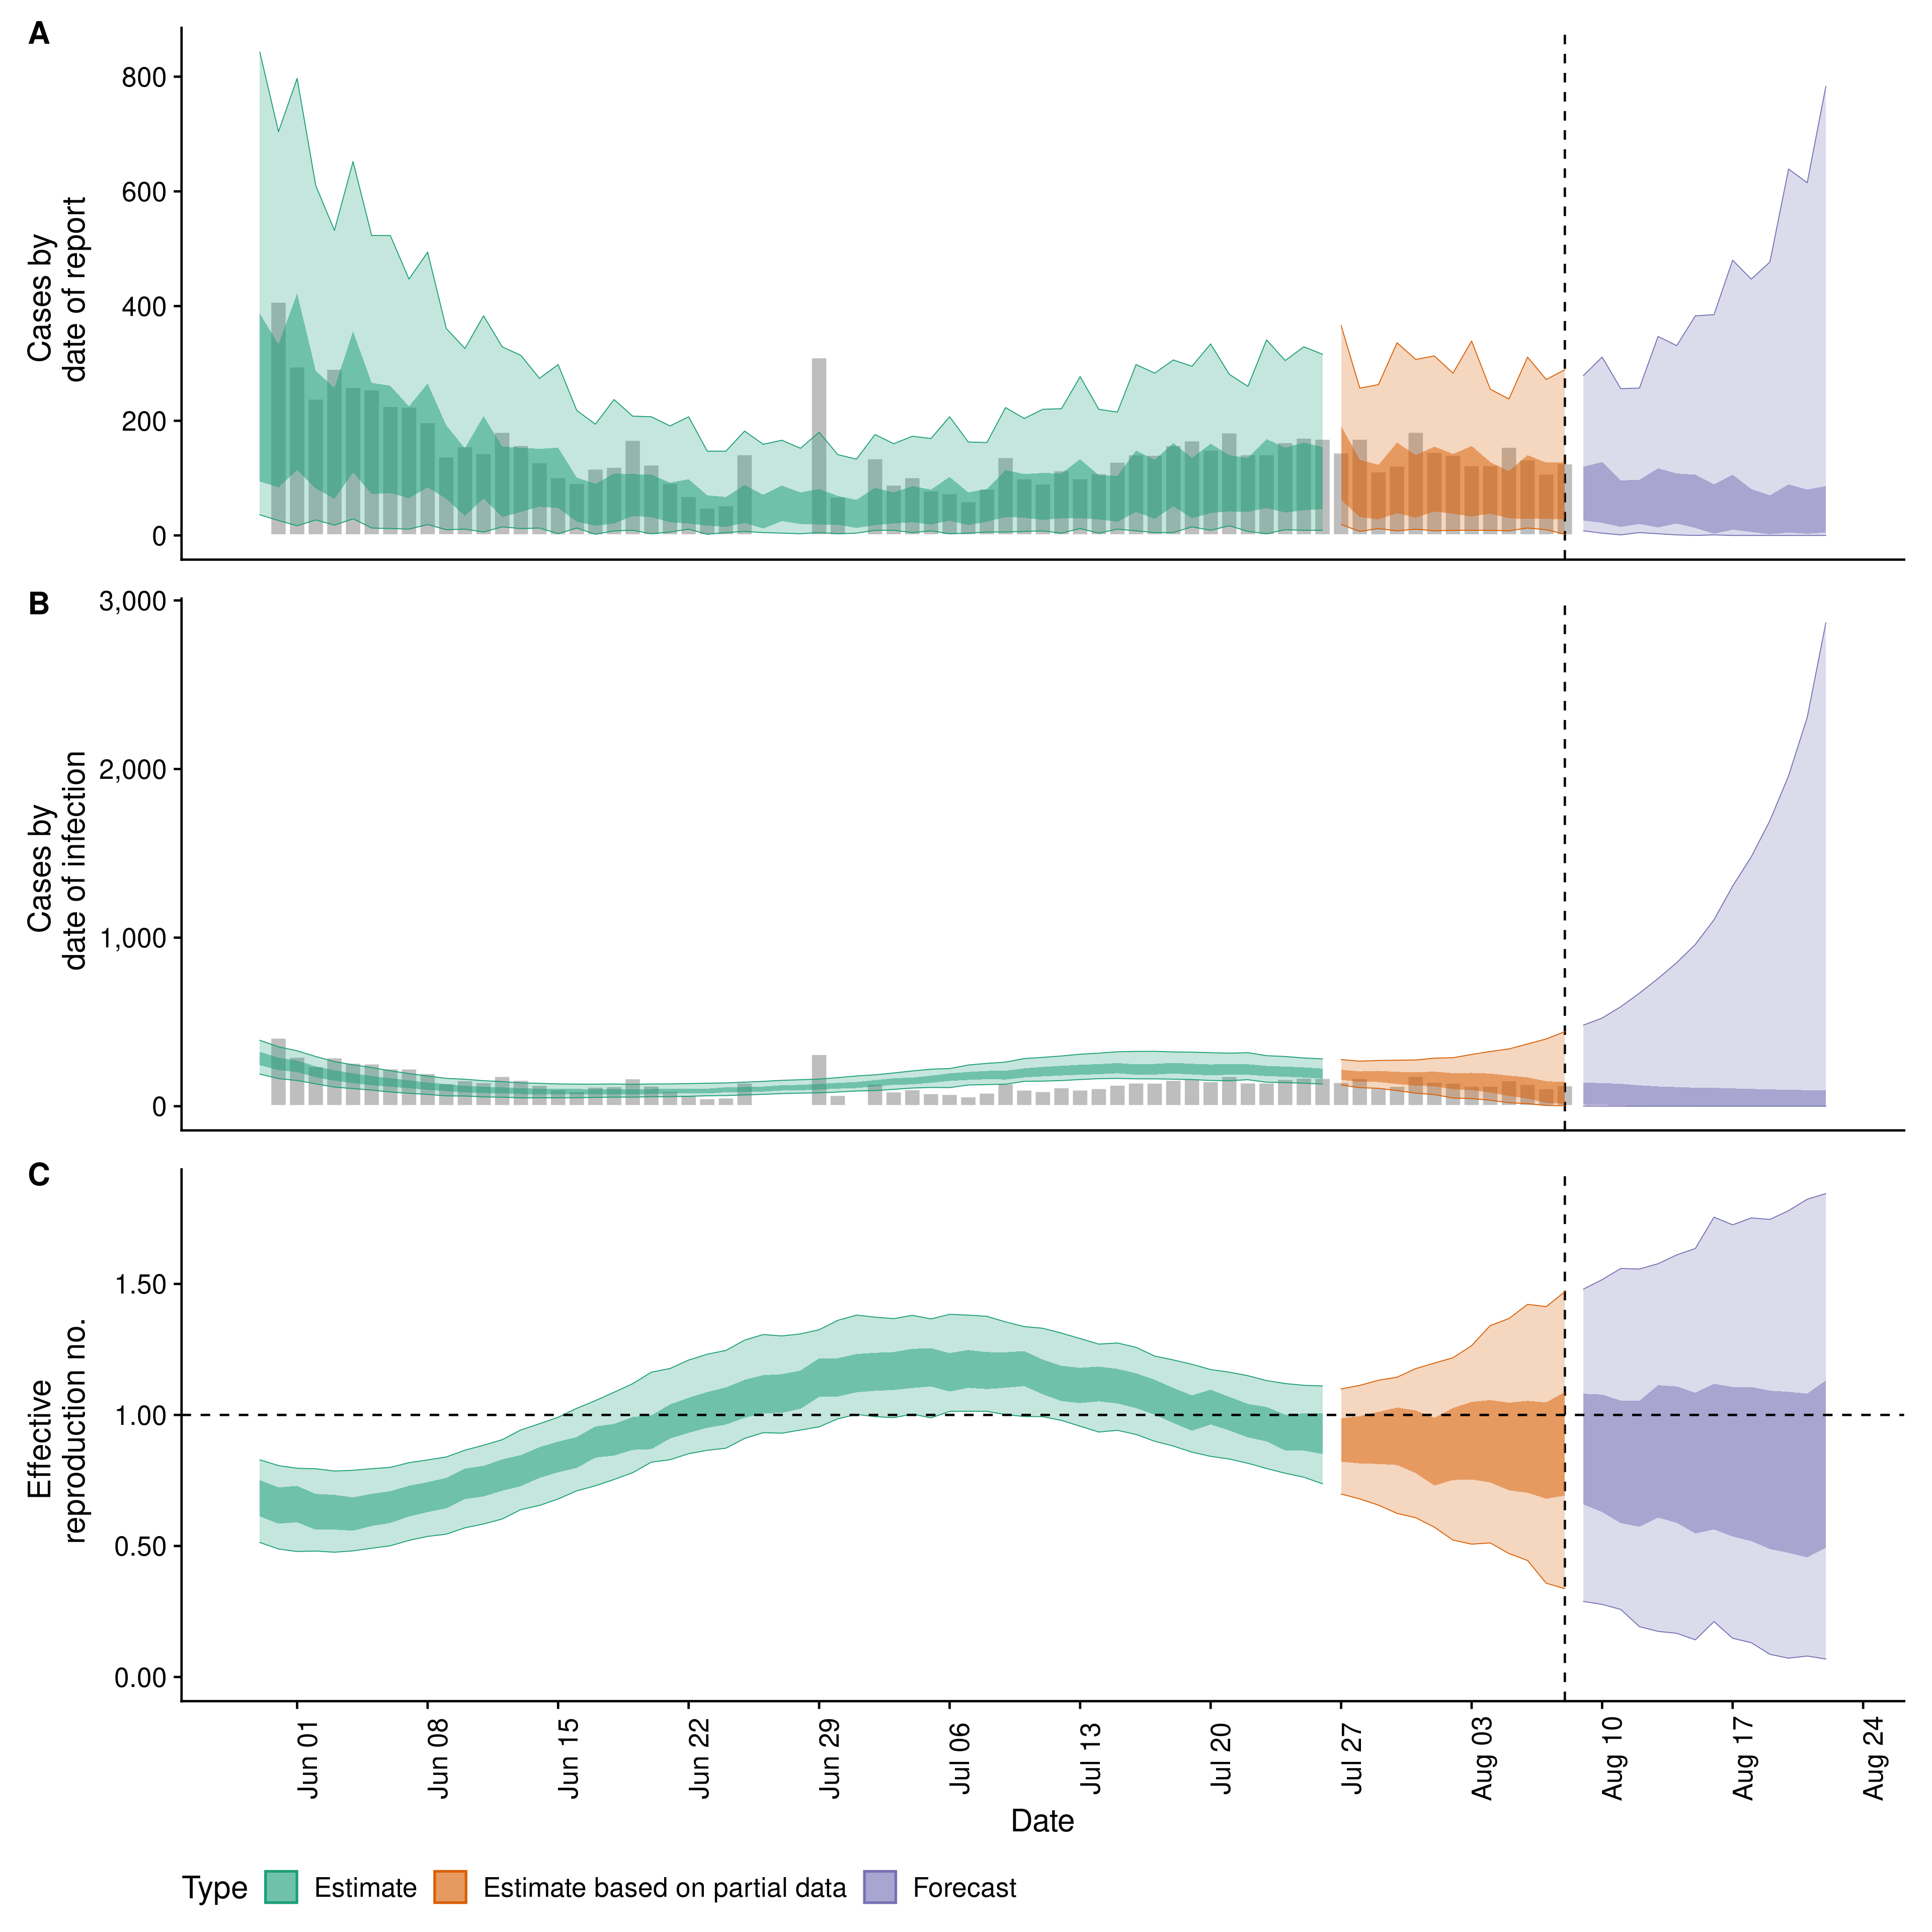 A
Cases by
date of report
800
600
400
200
0
B
Cases by
date of infection
3,000
2,000
1,000
0
C
Effective
reproduction no.
1.50
1.00
0.50
0.00
Jun 01
Jun 08
Jun 15
Jun 22
Jun 29
Jul 06
Jul 13
Jul 20
Jul 27
Aug 03
Aug 10
Aug 17
Aug 24
Date
Type Estimate Estimate based on partial data Forecast